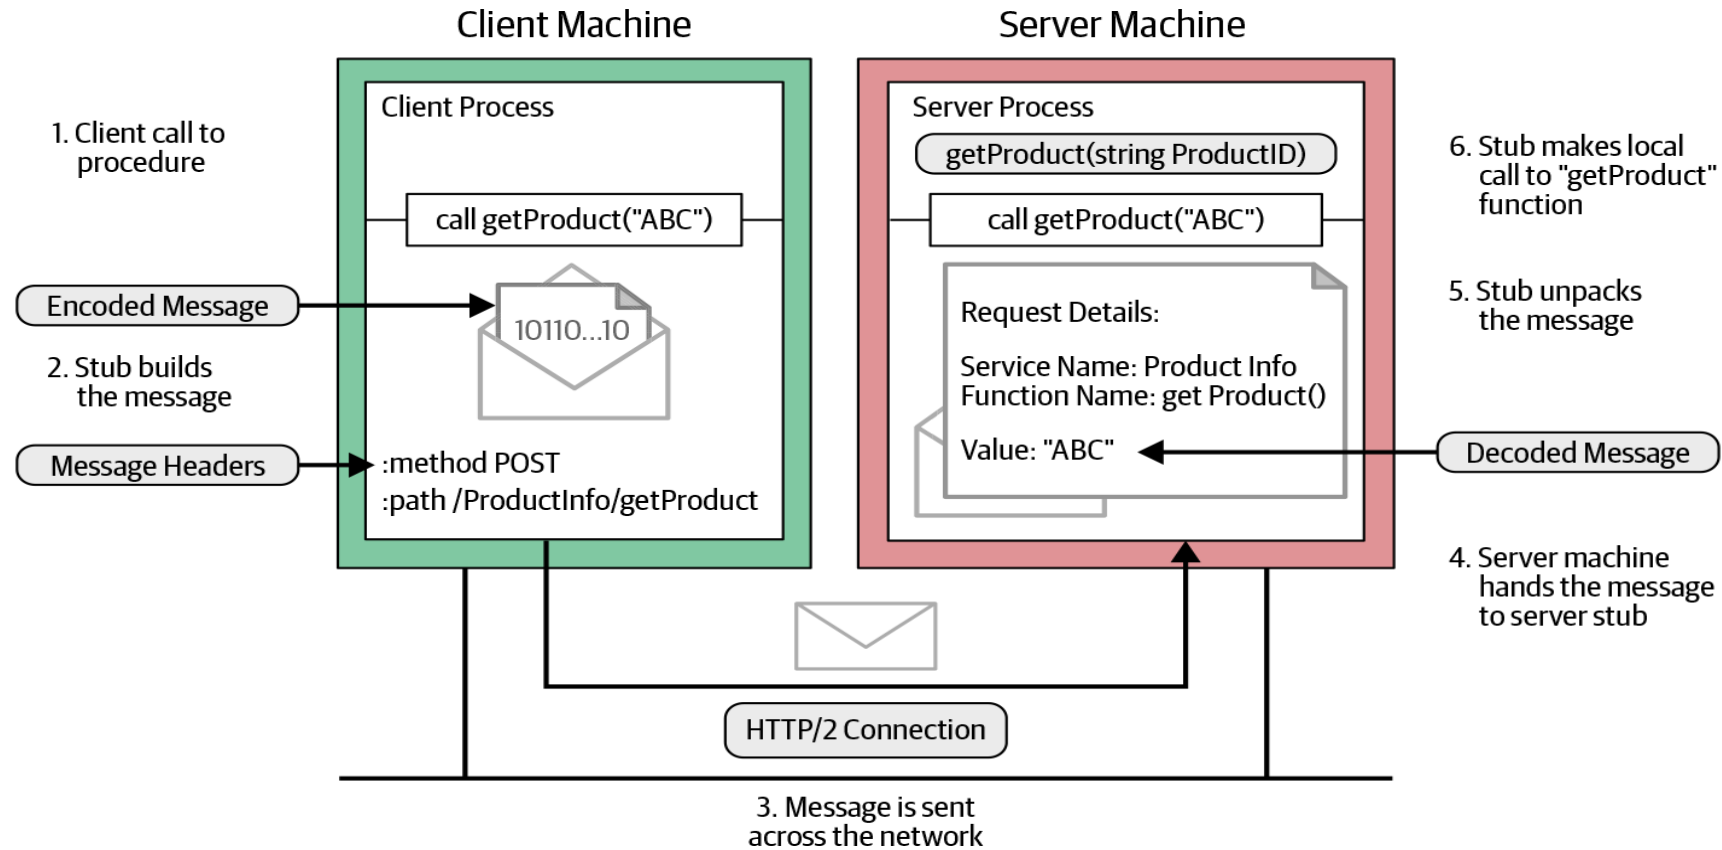 Client Machine
Server Machine
1. Client call to
procedure
Client Process
call getProduct("ABC")
Encoded Message
10110...10
2. Stub builds
the message
Message Headers
:method POST
:path /ProductInfo/getProduct
Server Process
getProduct(string ProductID)
call getProduct("ABC")
Request Details:
Service Name: Product Info
Function Name: get Product()
Value: "ABC"
6. Stub makes local
call to "getProduct"
function
5. Stub unpacks
the message
Decoded Message
4. Server machine
hands the message
to server stub
HTTP/2 Connection
3. Message is sent
across the network